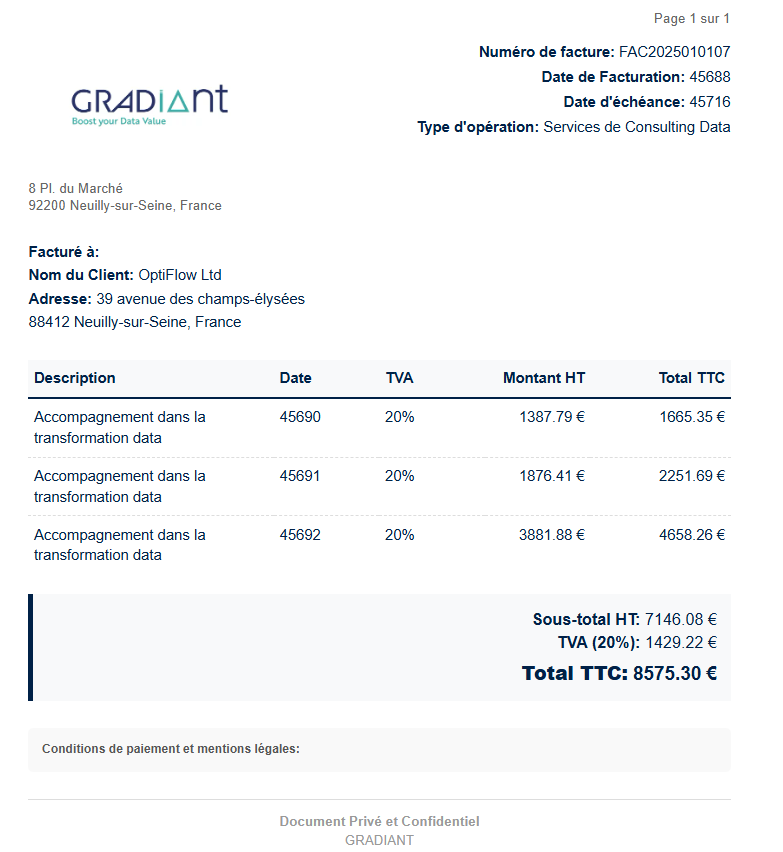 Page 1 sur 1
Numéro de facture: FAC2025010107
Date de Facturation: 45688
Date d'échéance: 45716
Type d'opération: Services de Consulting Data
GRADIANT
Boost your Data Value
8 Pl. du Marché
92200 Neuilly-sur-Seine, France
Facturé à:
Nom du Client: OptiFlow Ltd
Adresse: 39 avenue des champs-élysées
88412 Neuilly-sur-Seine, France
Description Date TVA Montant HT Total TTC
Accompagnement dans la 45690 20% 1387.79 € 1665.35 €
transformation data
Accompagnement dans la 45691 20% 1876.41 € 2251.69 €
transformation data
Accompagnement dans la 45692 20% 3881.88 € 4658.26 €
transformation data
Sous-total HT: 7146.08 €
TVA (20%): 1429.22 €
Total TTC: 8575.30 €
Conditions de paiement et mentions légales:
Document Privé et Confidentiel
GRADIANT